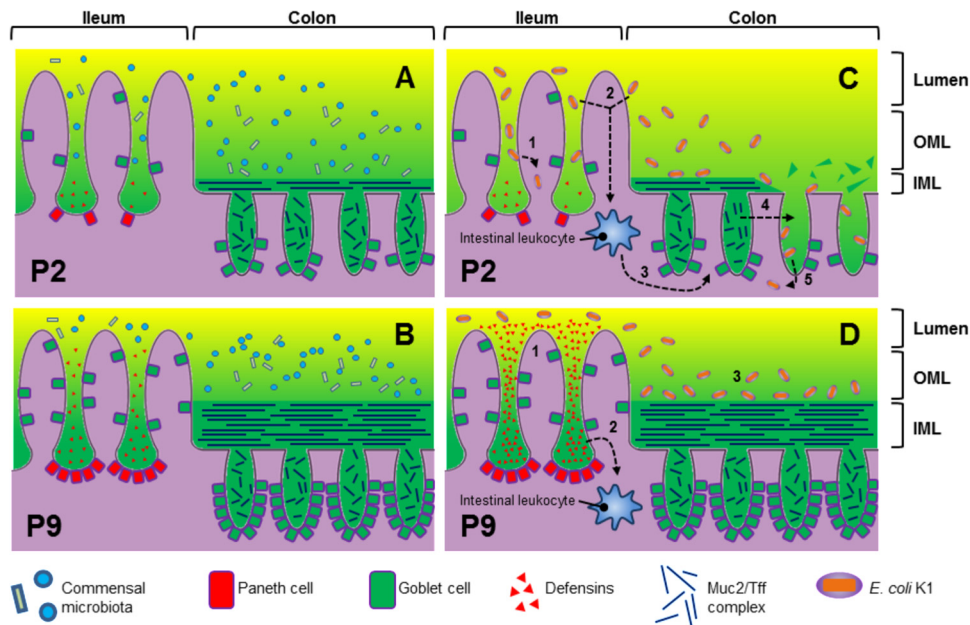 Ileum
Colon
Ileum
Colon
A
P2
C
1
2
3
4
5
Intestinal leukocyte
P2
Lumen
OML
IML
B
P9
D
1
2
3
Intestinal leukocyte
P9
Lumen
OML
IML
Commensal
microbiota
Paneth cell
Goblet cell
Defensins
Muc2/Tff
complex
E. coli K1